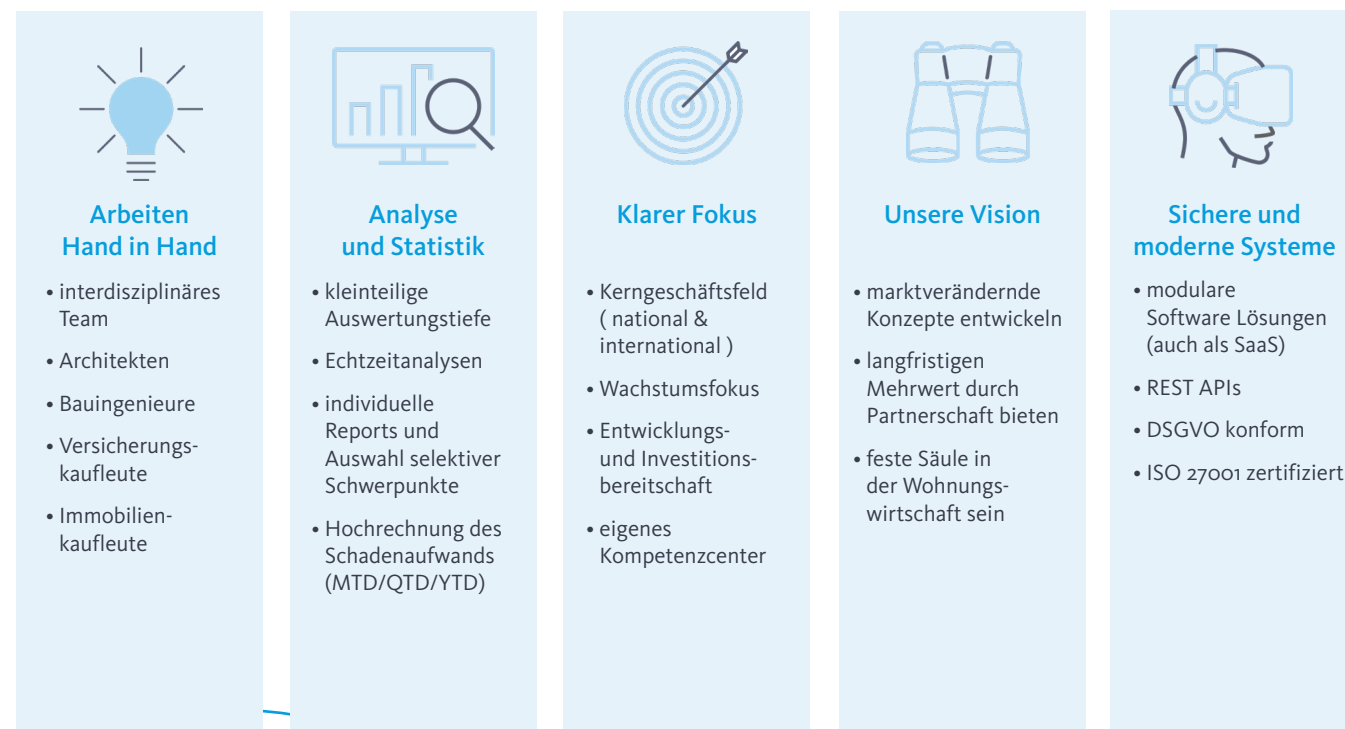 Arbeiten
Hand in Hand
• interdisziplinäres
Team
• Architekten
• Bauingenieure
• Versicherungs-
kaufleute
• Immobilien-
kaufleute
Analyse
und Statistik
• kleinteilige
Auswertungstiefe
• Echtzeitanalysen
• individuelle
Reports und
Auswahl selektiver
Schwerpunkte
• Hochrechnung des
Schadenaufwands
(MTD/QTD/YTD)
Klarer Fokus
• Kerngeschäftsfeld
( national &
international )
• Wachstumsfokus
• Entwicklungs-
und Investitions-
bereitschaft
• eigenes
Kompetenzcenter
Unsere Vision
• marktverändernde
Konzepte entwickeln
• langfristigen
Mehrwert durch
Partnerschaft bieten
• feste Säule in
der Wohnungs-
wirtschaft sein
Sichere und
moderne Systeme
• modulare
Software Lösungen
(auch als SaaS)
• REST APIs
• DSGVO konform
• ISO 27001 zertifiziert